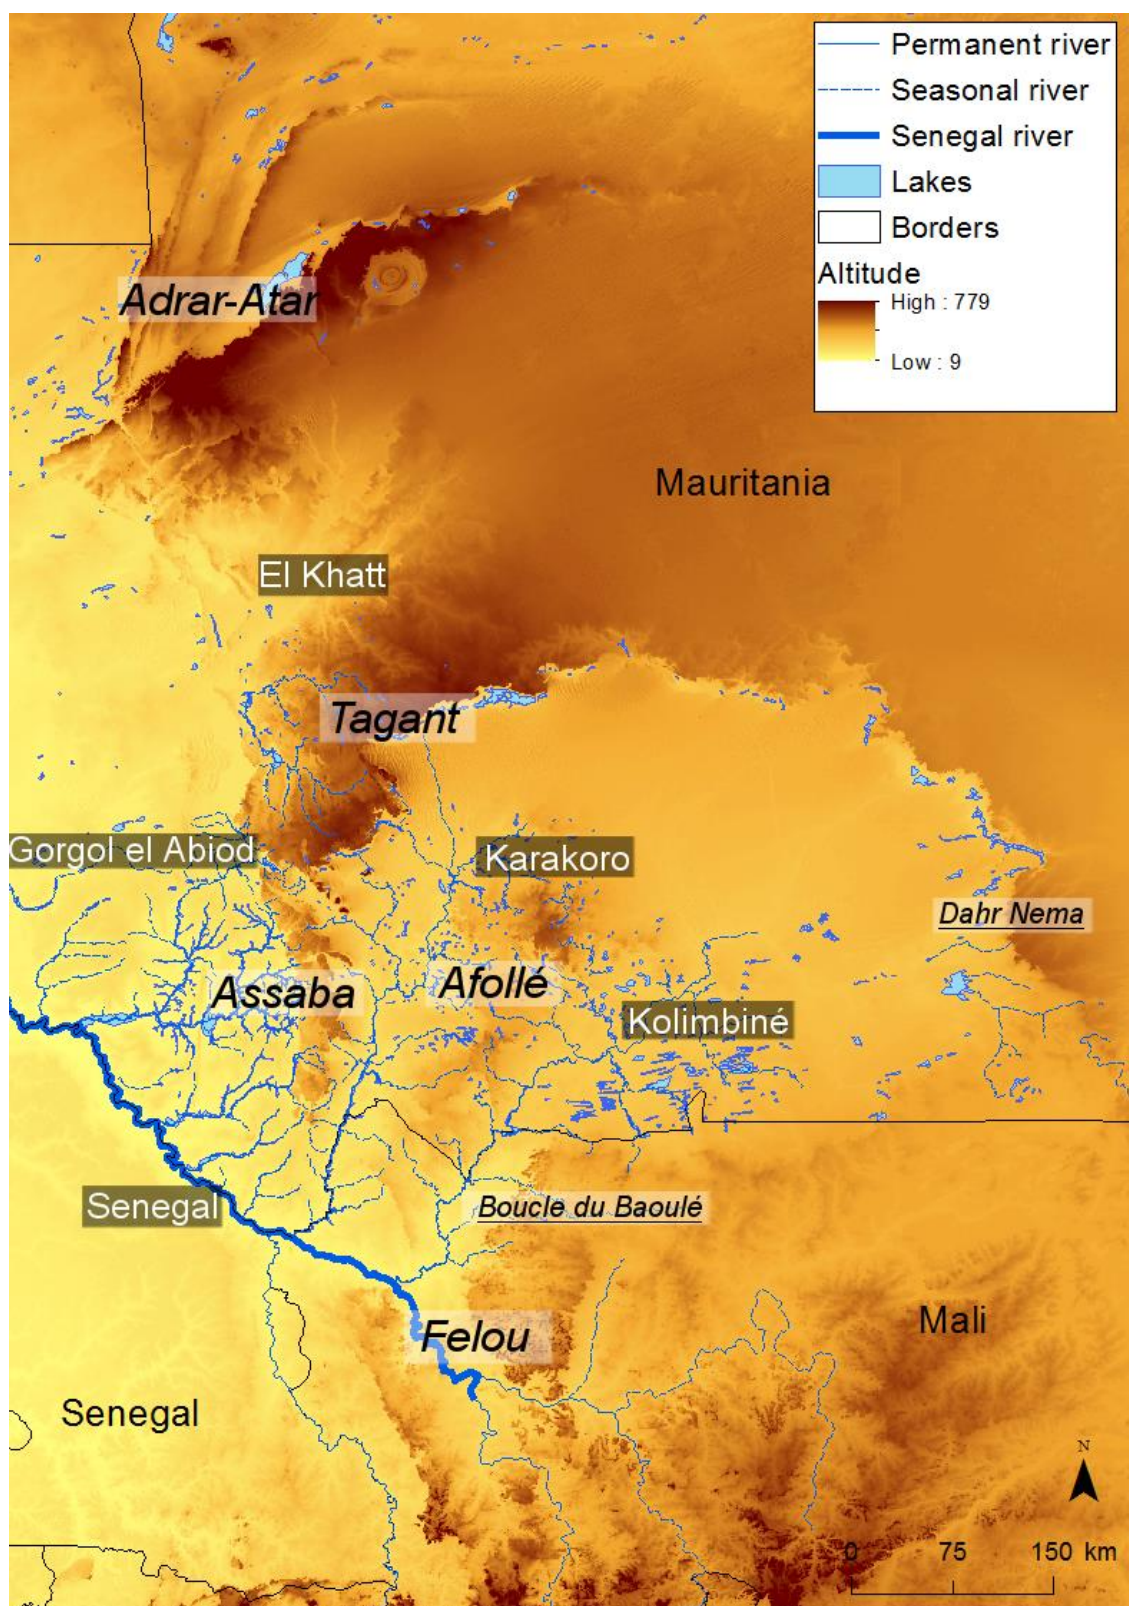 Permanent river
Seasonal river
Senegal river
Lakes
Borders
Altitude
High : 779
Low : 9
Adrar-Atar
Mauritania
El Khatt
Tagant
Gorgol el Abiod
Karakoro
Dahr Nema
Assaba
Afollé
Kolimbiné
Senegal
Boucle du Baoulé
Felou
Mali
Senegal
N
0 75 150 km